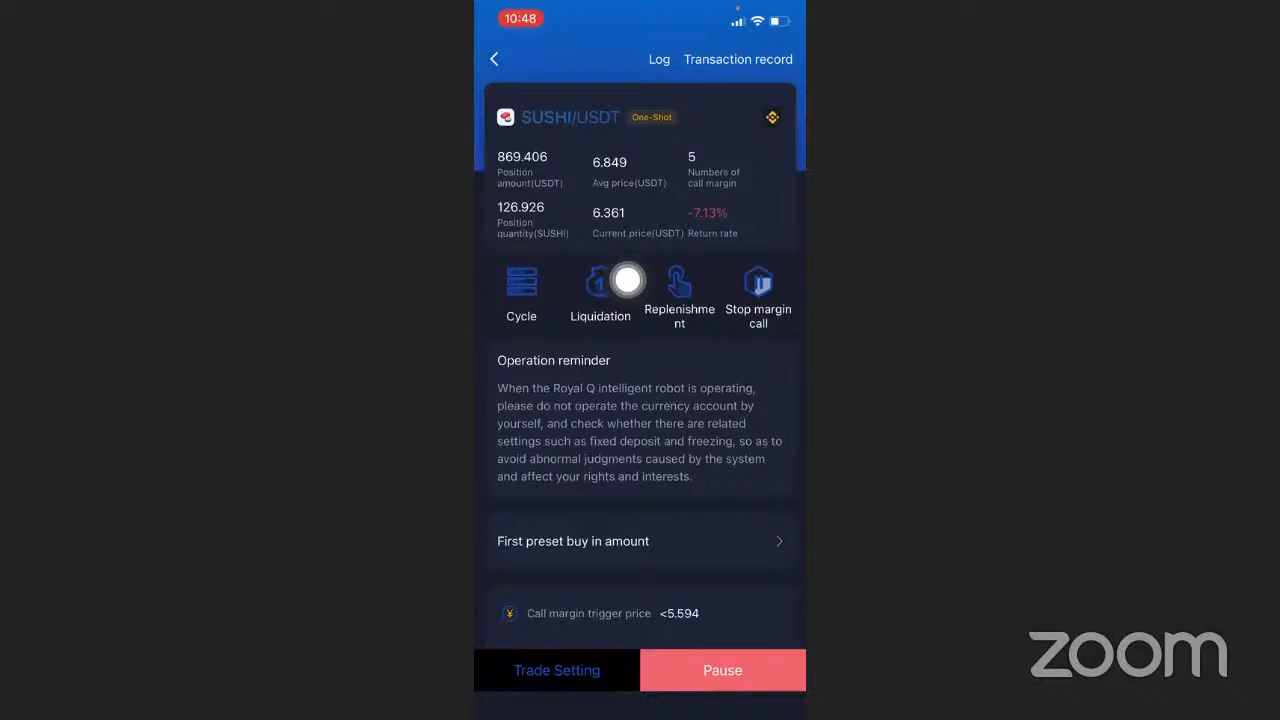 10:48
Log Transaction record
SUSHI/USDT One-Shot
869.406 6.849 5
Position Avg price(USDT) Numbers of
amount(USDT) call margin
126.926 6.361 -7.13%
Position Current price(USDT) Return rate
quantity(SUSHI)
Cycle Liquidation Replenishme Stop margin
nt call
Operation reminder
When the Royal Q intelligent robot is operating,
please do not operate the currency account by
yourself, and check whether there are related
settings such as fixed deposit and freezing, so as to
avoid abnormal judgments caused by the system
and affect your rights and interests.
First preset buy in amount
¥ Call margin trigger price <5.594
Trade Setting Pause
zoom